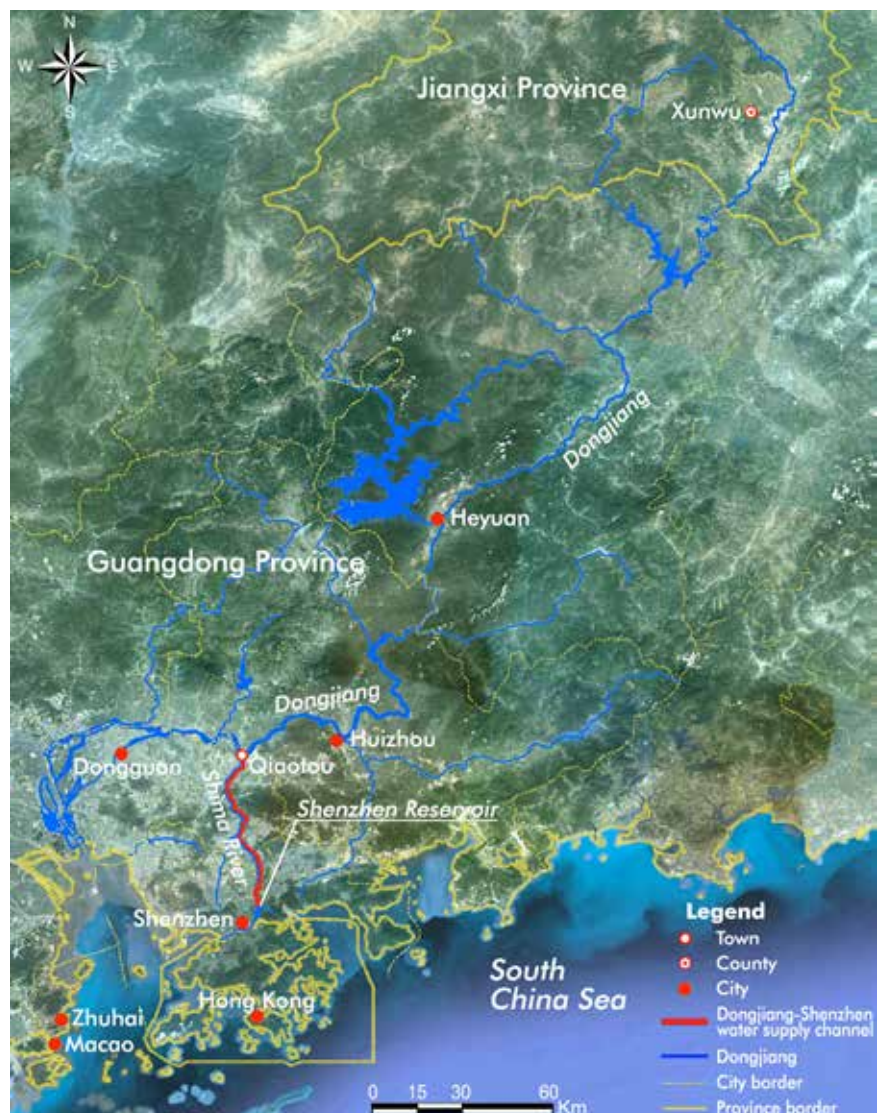 N
W E
S
Jiangxi Province
Xunwu
Dongjiang
Heyuan
Guangdong Province
Dongjiang
Huizhou
Dongguan
Qiaotou
Shima River
Shenzhen Reservoir
Shenzhen
Hong Kong
Zhuhai
Macao
South
China Sea
Legend
Town
County
City
Dongjiang-Shenzhen
water supply channel
Dongjiang
City border
Province border
0 15 30 60
Km